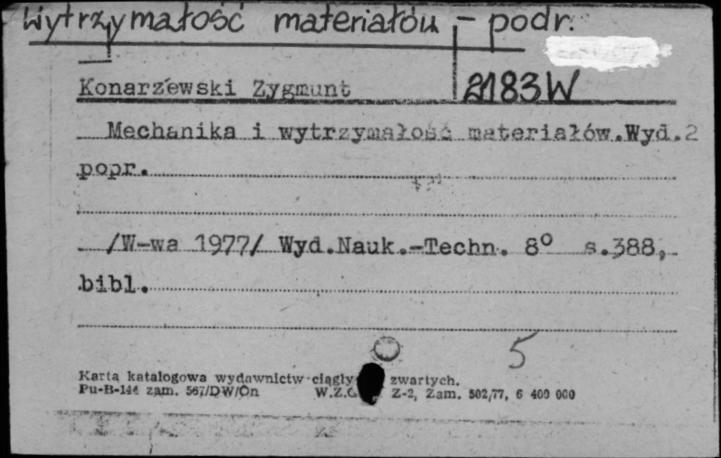 Wytrzymałość materiałów - podr.
Konarzewski Zygmunt 2183W
Mechanika i wytrzymałość materiałów.Wyd.2
popr.
/W-wa 1977/ Wyd.Nauk.-Techn. 8° s.388,
bibl.
5
Karta katalogowa wydawnictw ciągły zwartych.
Pu-B-144 zam. 567/DW/On W.Z.G Z-2, Zam. 502/77, 6 400 000